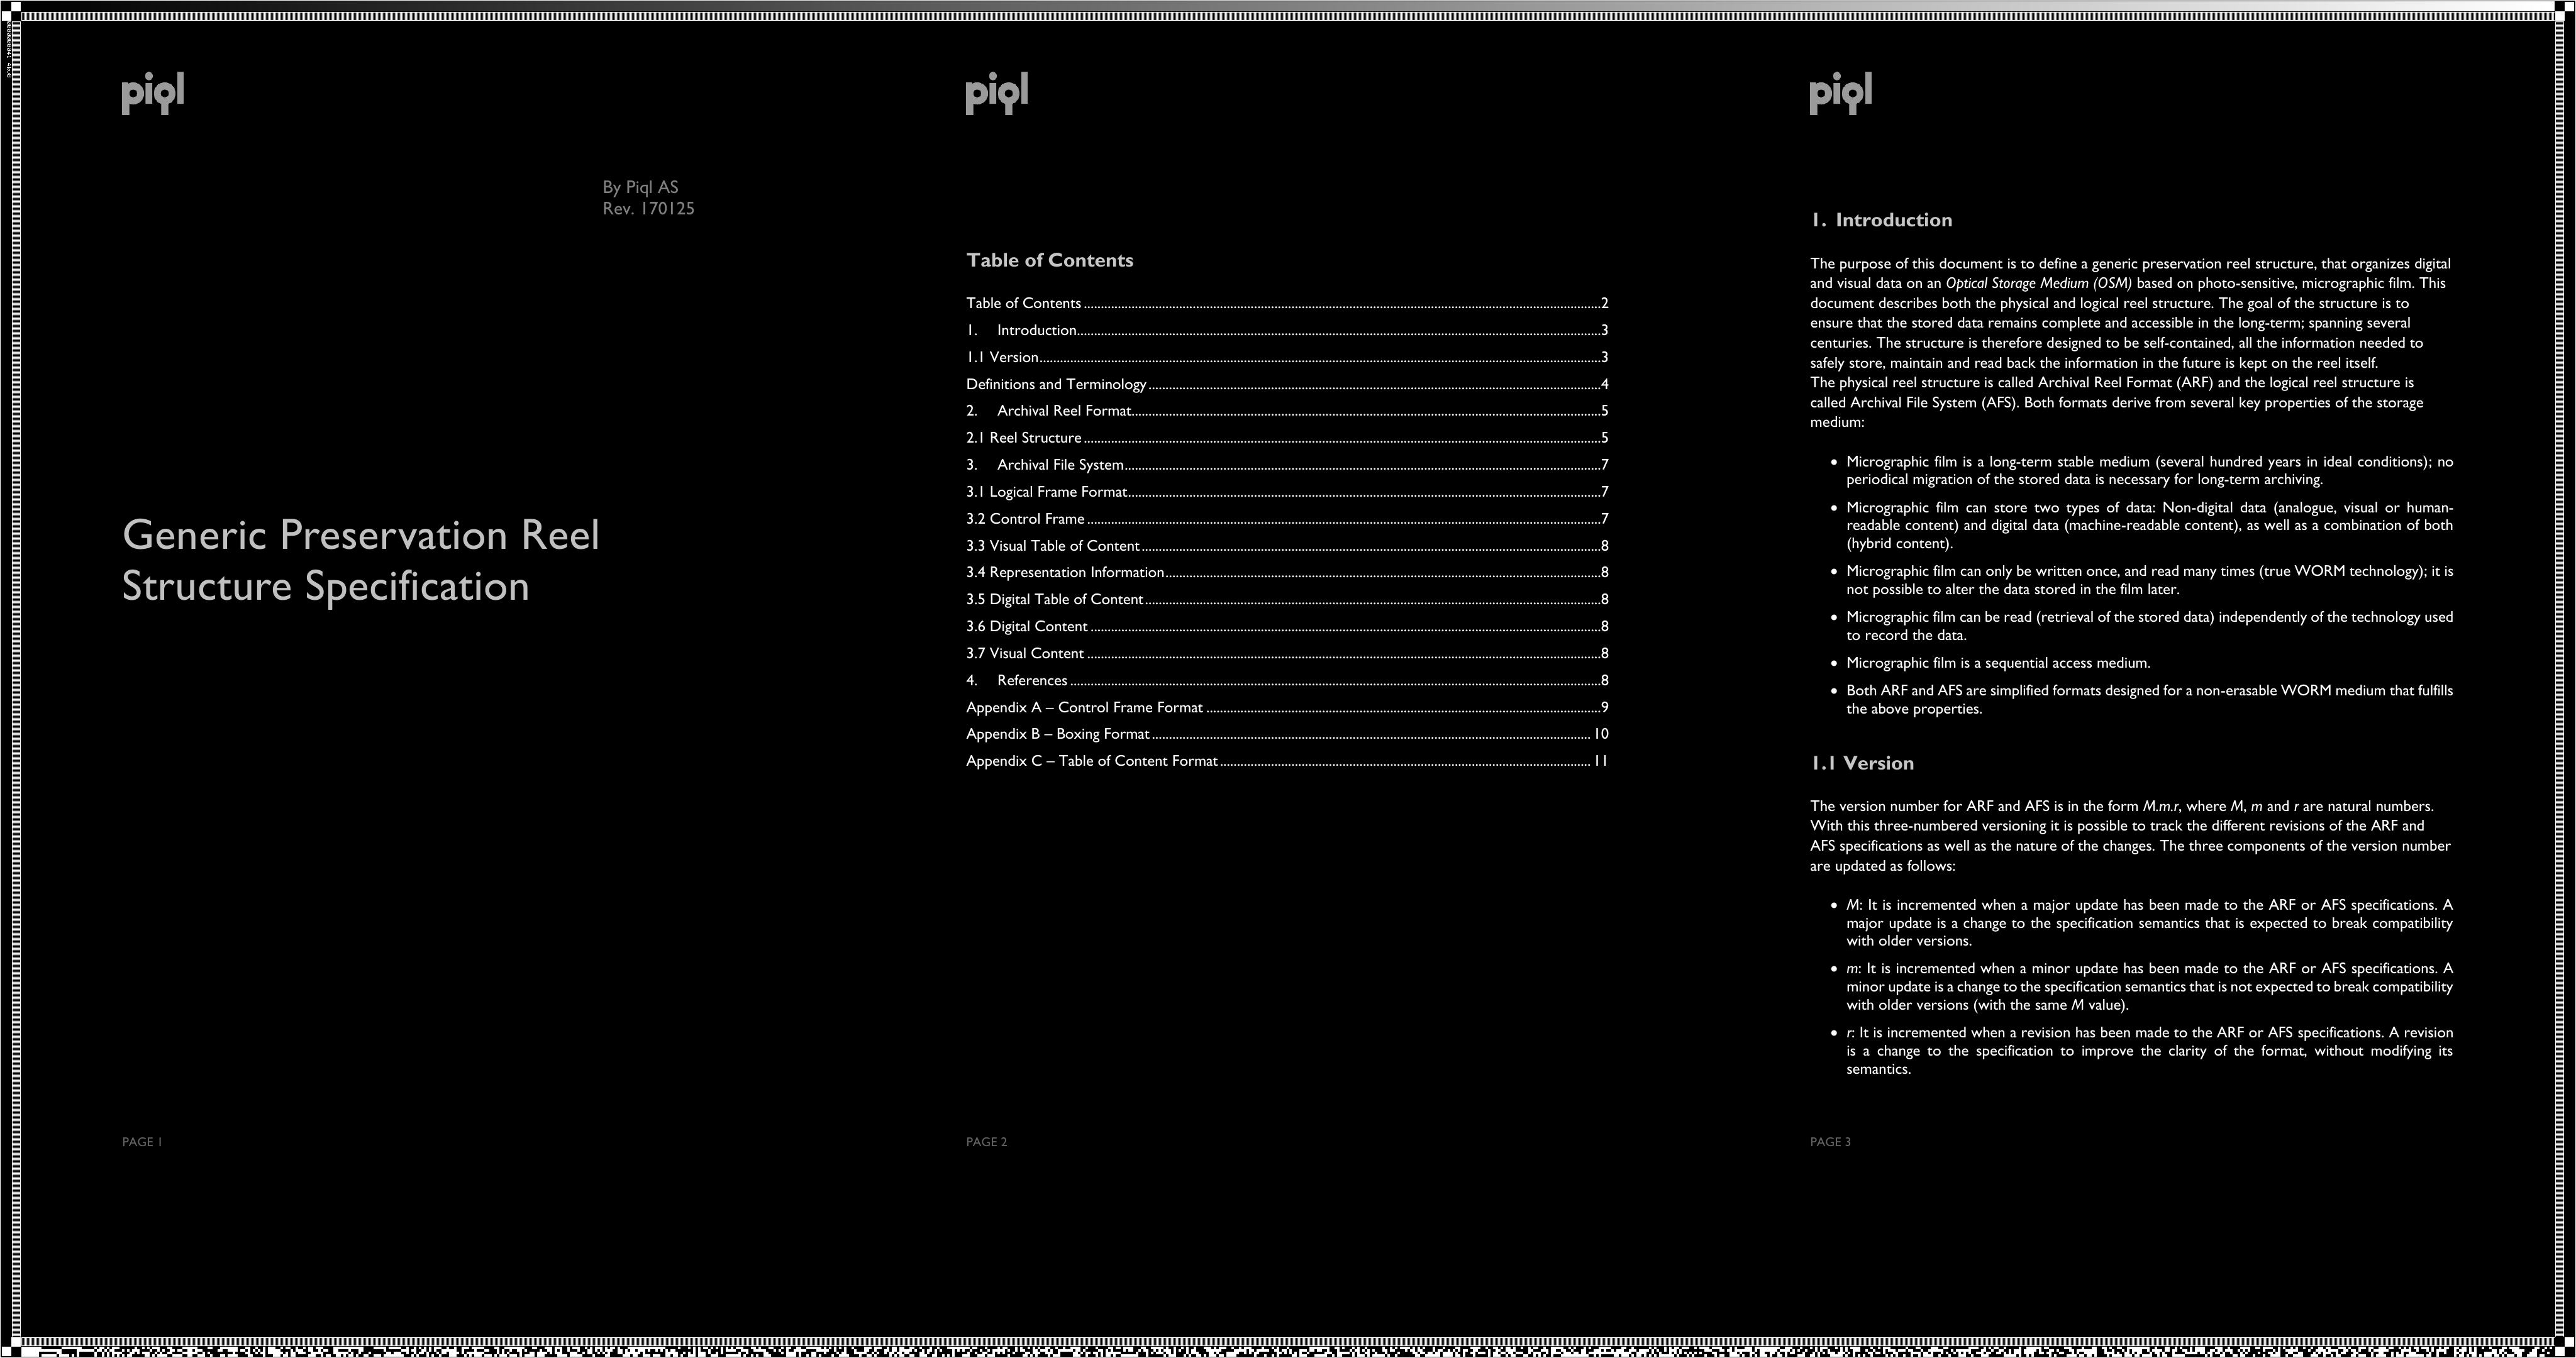 piql
By Piql AS
Rev. 170125
Generic Preservation Reel
Structure Specification
PAGE 1
piql
Table of Contents
Table of Contents 2
1. Introduction 3
1.1 Version 3
Definitions and Terminology 4
2. Archival Reel Format 5
2.1 Reel Structure 5
3. Archival File System 7
3.1 Logical Frame Format 7
3.2 Control Frame 7
3.3 Visual Table of Content 8
3.4 Representation Information 8
3.5 Digital Table of Content 8
3.6 Digital Content 8
3.7 Visual Content 8
4. References 8
Appendix A – Control Frame Format 9
Appendix B – Boxing Format 10
Appendix C – Table of Content Format 11
PAGE 2
piql
1. Introduction
The purpose of this document is to define a generic preservation reel structure, that organizes digital
and visual data on an Optical Storage Medium (OSM) based on photo-sensitive, micrographic film. This
document describes both the physical and logical reel structure. The goal of the structure is to
ensure that the stored data remains complete and accessible in the long-term; spanning several
centuries. The structure is therefore designed to be self-contained, all the information needed to
safely store, maintain and read back the information in the future is kept on the reel itself.
The physical reel structure is called Archival Reel Format (ARF) and the logical reel structure is
called Archival File System (AFS). Both formats derive from several key properties of the storage
medium:
• Micrographic film is a long-term stable medium (several hundred years in ideal conditions); no
periodical migration of the stored data is necessary for long-term archiving.
• Micrographic film can store two types of data: Non-digital data (analogue, visual or human-
readable content) and digital data (machine-readable content), as well as a combination of both
(hybrid content).
• Micrographic film can only be written once, and read many times (true WORM technology); it is
not possible to alter the data stored in the film later.
• Micrographic film can be read (retrieval of the stored data) independently of the technology used
to record the data.
• Micrographic film is a sequential access medium.
• Both ARF and AFS are simplified formats designed for a non-erasable WORM medium that fulfills
the above properties.
1.1 Version
The version number for ARF and AFS is in the form M.m.r, where M, m and r are natural numbers.
With this three-numbered versioning it is possible to track the different revisions of the ARF and
AFS specifications as well as the nature of the changes. The three components of the version number
are updated as follows:
• M: It is incremented when a major update has been made to the ARF or AFS specifications. A
major update is a change to the specification semantics that is expected to break compatibility
with older versions.
• m: It is incremented when a minor update has been made to the ARF or AFS specifications. A
minor update is a change to the specification semantics that is not expected to break compatibility
with older versions (with the same M value).
• r: It is incremented when a revision has been made to the ARF or AFS specifications. A revision
is a change to the specification to improve the clarity of the format, without modifying its
semantics.
PAGE 3